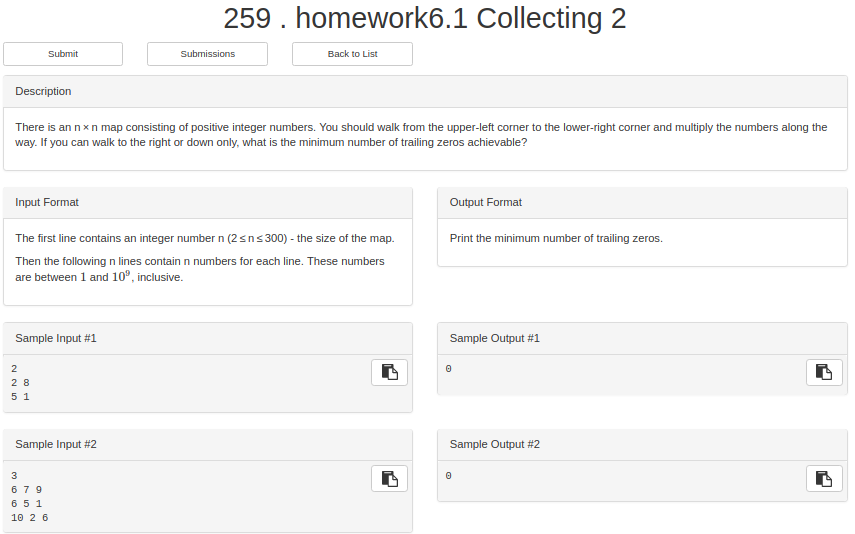 259 . homework6.1 Collecting 2
Submit
Submissions
Back to List
Description
There is an n × n map consisting of positive integer numbers. You should walk from the upper-left corner to the lower-right corner and multiply the numbers along the
way. If you can walk to the right or down only, what is the minimum number of trailing zeros achievable?
Input Format
The first line contains an integer number n (2 ≤ n ≤ 300) - the size of the map.
Then the following n lines contain n numbers for each line. These numbers
are between 1 and 10⁹, inclusive.
Output Format
Print the minimum number of trailing zeros.
Sample Input #1
2
2 8
5 1
Sample Output #1
0
Sample Input #2
3
6 7 9
6 5 1
10 2 6
Sample Output #2
0